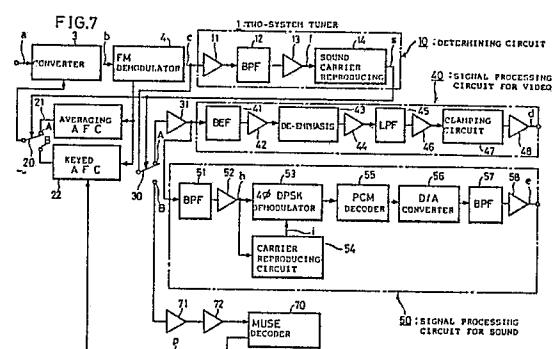 FIG.7
1 :TWO-SYSTEM TUNER
a
3
CONVERTER
b
4
FM
DEMODULATOR
c
11
12
BPF
13
f
14
SOUND
CARRIER
REPRODUCING
s
10 :DETERMINING CIRCUIT
40 :SIGNAL PROCESSING
CIRCUIT FOR VIDEO
21
A
B
20
AVERAGING
A F C
KEYED
A F C
22
31
A
B
30
41
BEF
42
DE-EMPHASIS
43
44
LPF
45
46
CLAMPING
CIRCUIT
47
48
d
51
BPF
52
h
53
4Φ DPSK
DEMODULATOR
i
CARRIER
REPRODUCING
CIRCUIT
54
55
PCM
DECODER
56
D/A
CONVERTER
57
BPF
58
e
50 :SIGNAL PROCESSING
CIRCUIT FOR SOUND
71
72
70
MUSE
DECODER